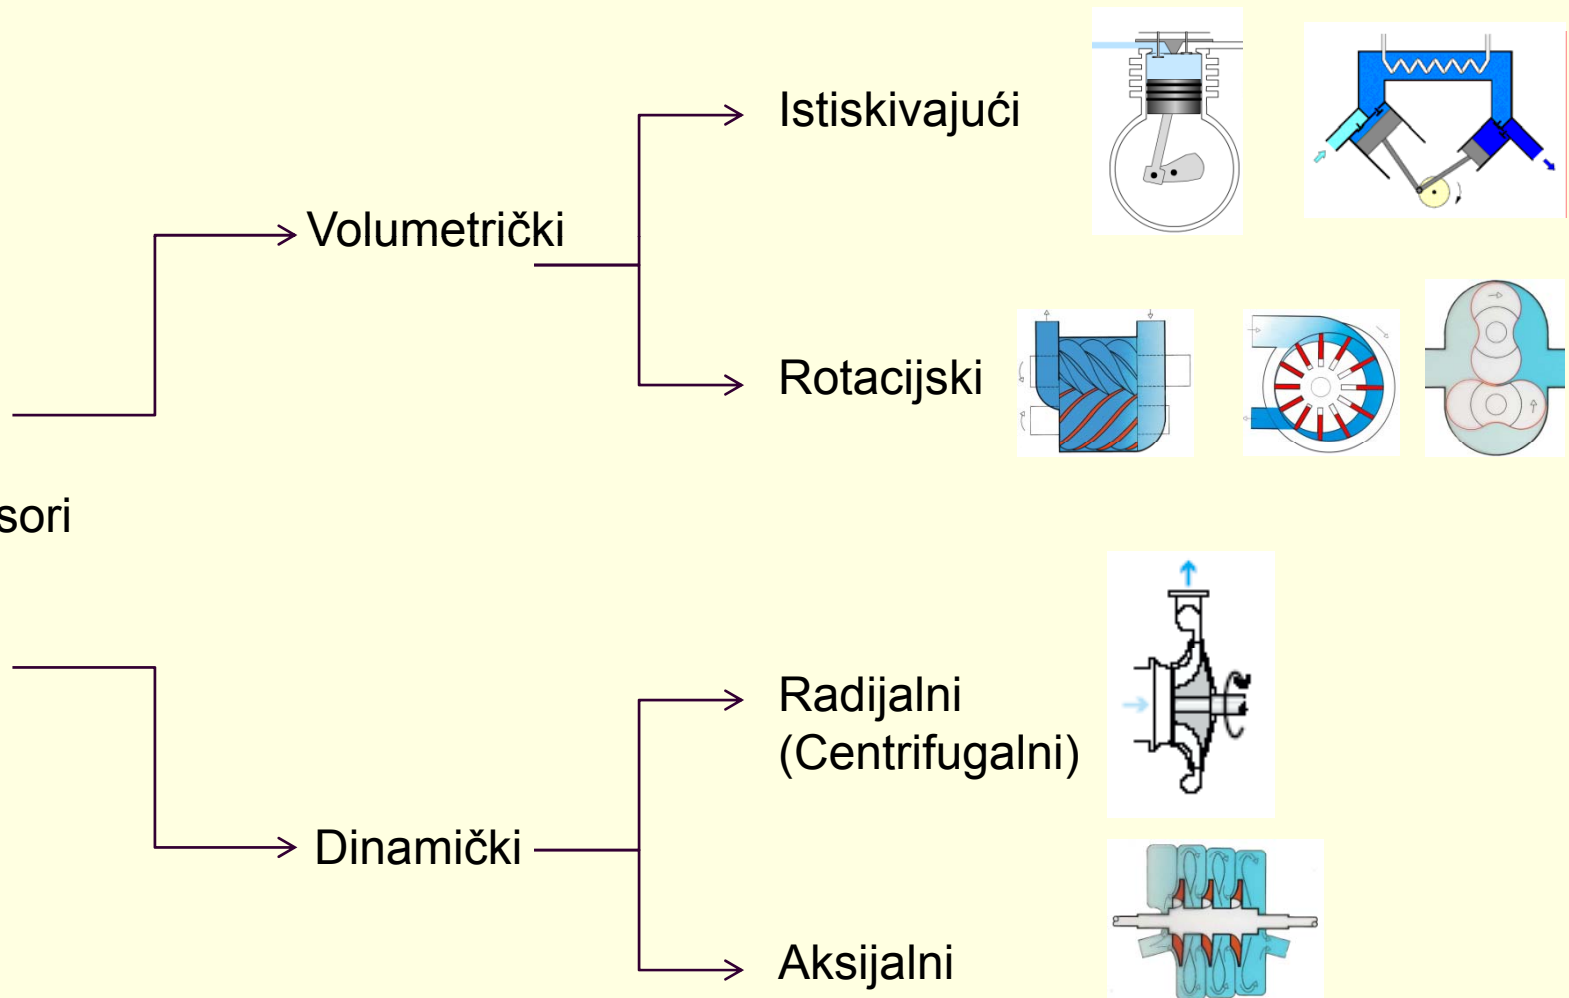 Istiskivajući
Volumetrički
Rotacijski
sori
Radijalni
(Centrifugalni)
Dinamički
Aksijalni